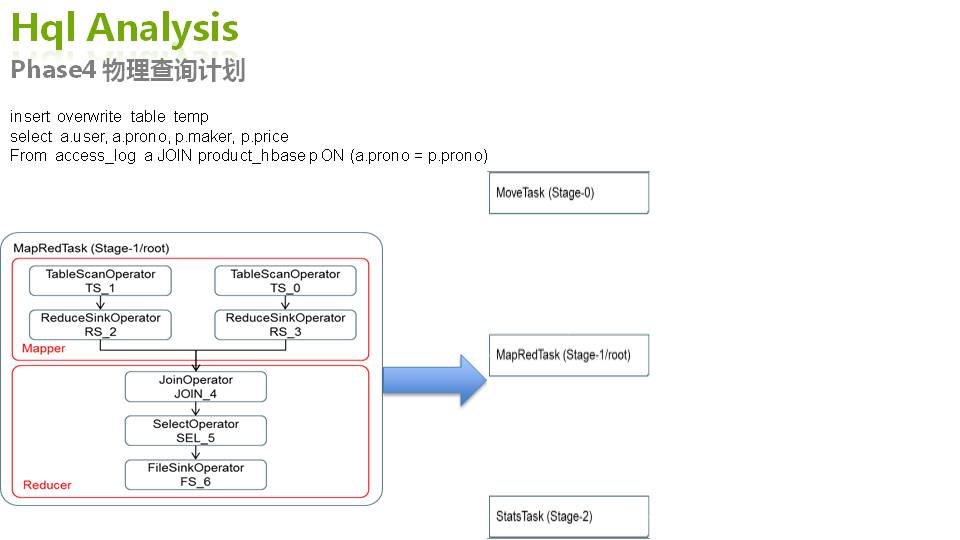 Hql Analysis
Phase4 物理查询计划
insert overwrite table temp
select a.user, a.prono, p.maker, p.price
From access_log a JOIN product_hbase p ON (a.prono = p.prono)
MoveTask (Stage-0)
MapRedTask (Stage-1/root)
TableScanOperator
TS_1
TableScanOperator
TS_0
ReduceSinkOperator
RS_2
ReduceSinkOperator
RS_3
Mapper
JoinOperator
JOIN_4
SelectOperator
SEL_5
FileSinkOperator
FS_6
Reducer
MapRedTask (Stage-1/root)
StatsTask (Stage-2)